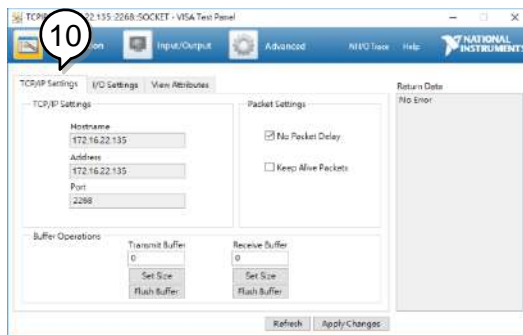 TCP/IP 22.135::2268::SOCKET - VISA Test Panel
10
Input/Output
Advanced
NI I/O Trace
Help
NATIONAL
INSTRUMENTS
TCP/IP Settings
I/O Settings
View Attributes
Return Data
TCP/IP Settings
Packet Settings
No Error
Hostname
172.16.22.135
No Packet Delay
Address
172.16.22.135
Keep Alive Packets
Port
2268
Buffer Operations
Transmit Buffer
Receive Buffer
0
0
Set Size
Set Size
Flush Buffer
Flush Buffer
Refresh
Apply Changes